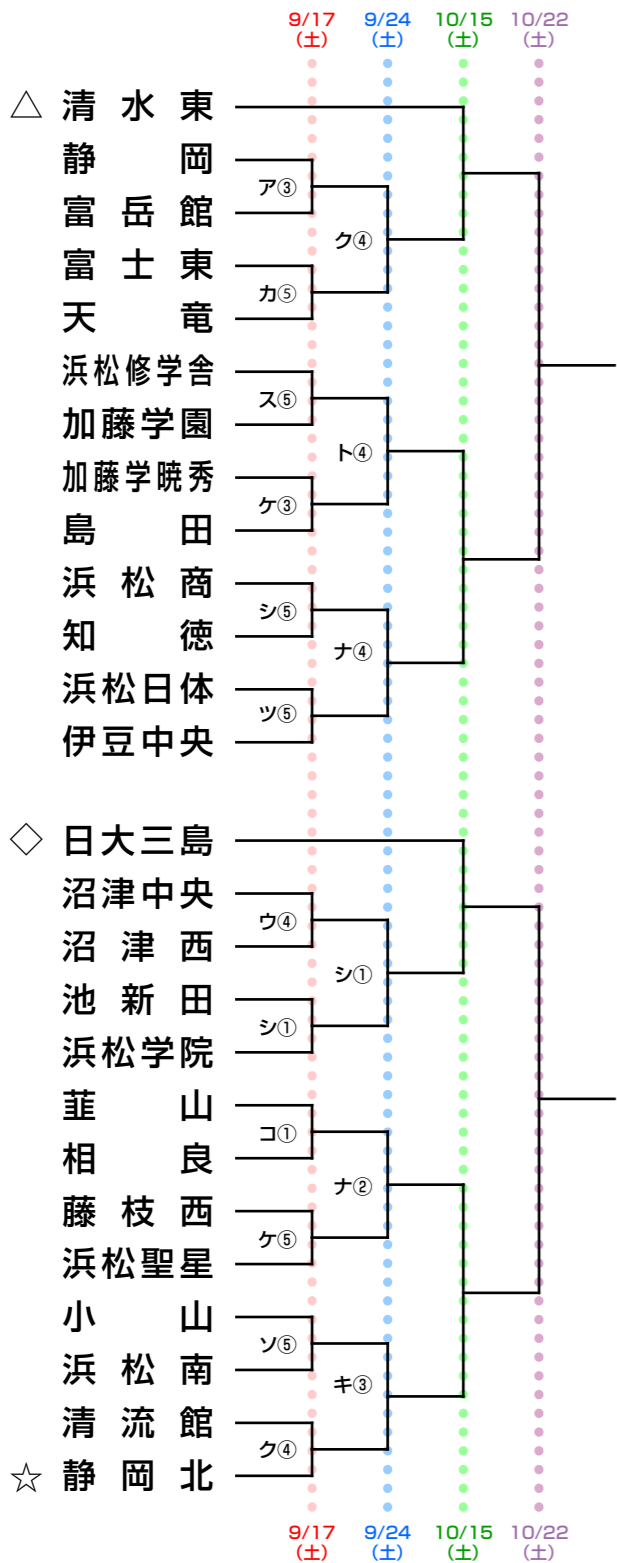 9/17 9/24 10/15 10/22
(土) (土) (土) (土)
△ 清水東
静岡
ア③
富岳館
ク④
富士東
カ⑤
天竜
浜松修学舎
ス⑤
加藤学園
ト④
加藤学暁秀
ケ③
島田
浜松商
シ⑤
知徳
ナ④
浜松日体
ツ⑤
伊豆中央
◇ 日大三島
沼津中央
ウ④
沼津西
シ①
池新田
シ①
浜松学院
韮山
コ①
相良
ナ②
藤枝西
ケ⑤
浜松聖星
小山
ソ⑤
浜松南
キ③
清流館
ク④
☆ 静岡北
9/17 9/24 10/15 10/22
(土) (土) (土) (土)